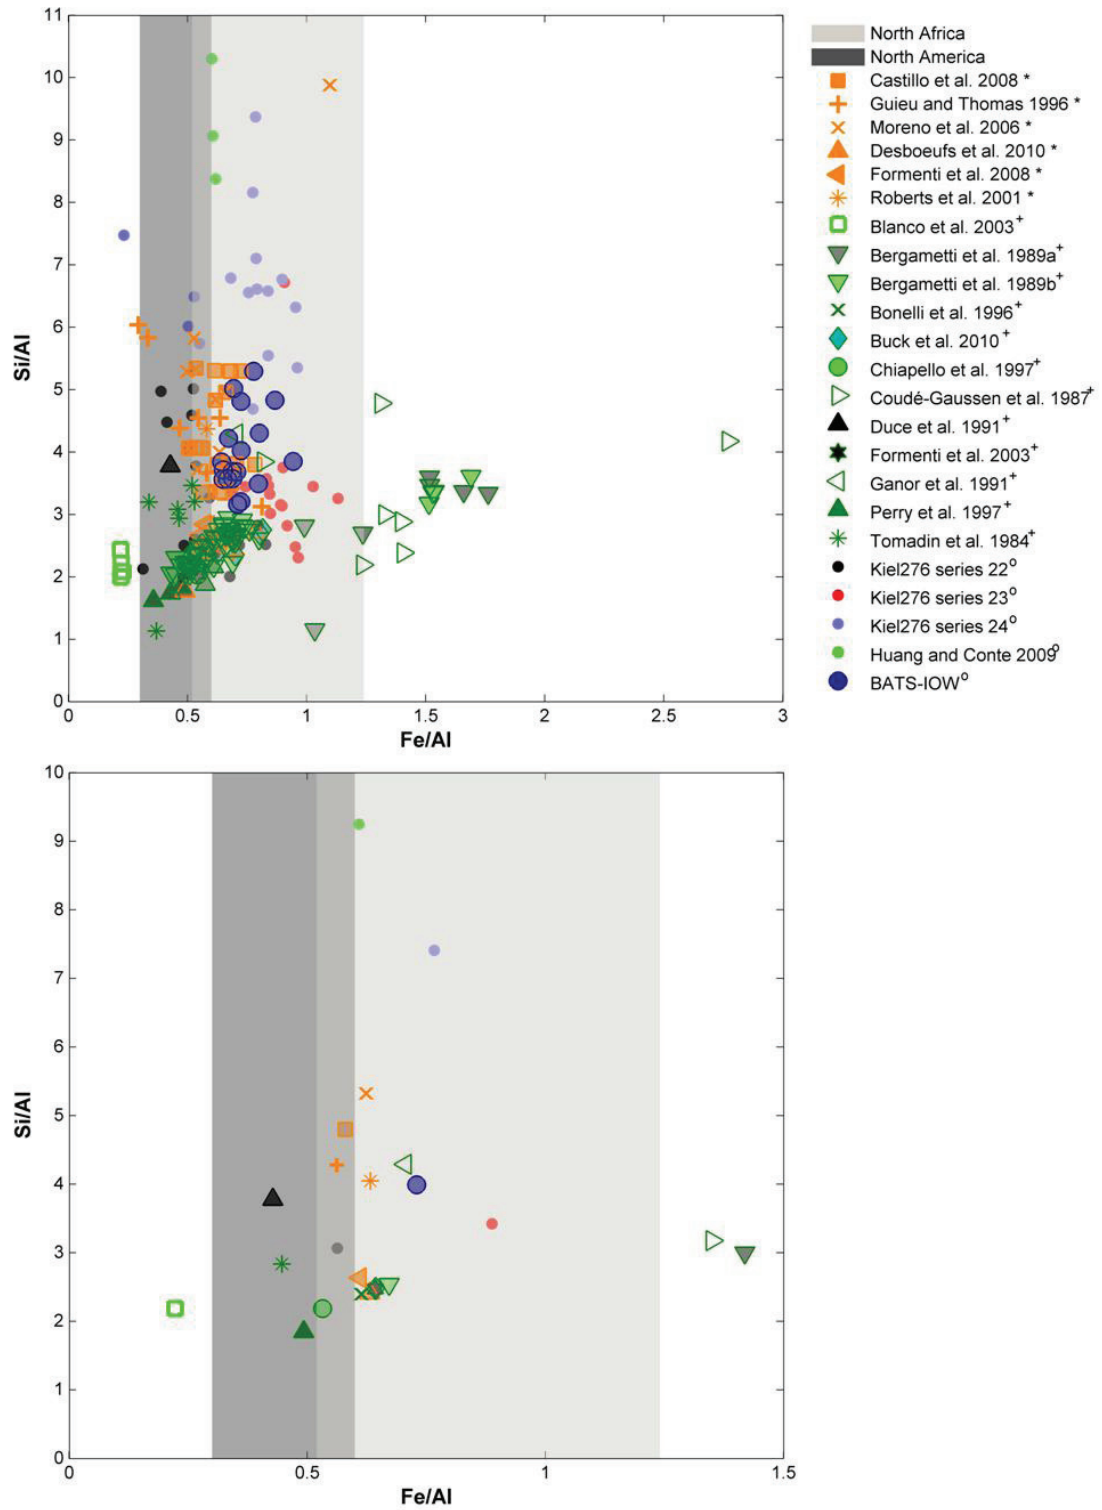 11
10
9
8
7
6
5
4
3
2
1
0
Si/Al
0 0.5 1 1.5 2 2.5 3
Fe/Al
North Africa
North America
Castillo et al. 2008 *
Guieu and Thomas 1996 *
Moreno et al. 2006 *
Desboeufs et al. 2010 *
Formenti et al. 2008 *
Roberts et al. 2001 *
Blanco et al. 2003+
Bergametti et al. 1989a+
Bergametti et al. 1989b+
Bonelli et al. 1996+
Buck et al. 2010+
Chiapello et al. 1997+
Coudé-Gaussen et al. 1987+
Duce et al. 1991+
Formenti et al. 2003+
Ganor et al. 1991+
Perry et al. 1997+
Tomadin et al. 1984+
Kiel276 series 22o
Kiel276 series 23o
Kiel276 series 24o
Huang and Conte 2009o
BATS-IOWo
10
9
8
7
6
5
4
3
2
1
0
Si/Al
0 0.5 1 1.5
Fe/Al